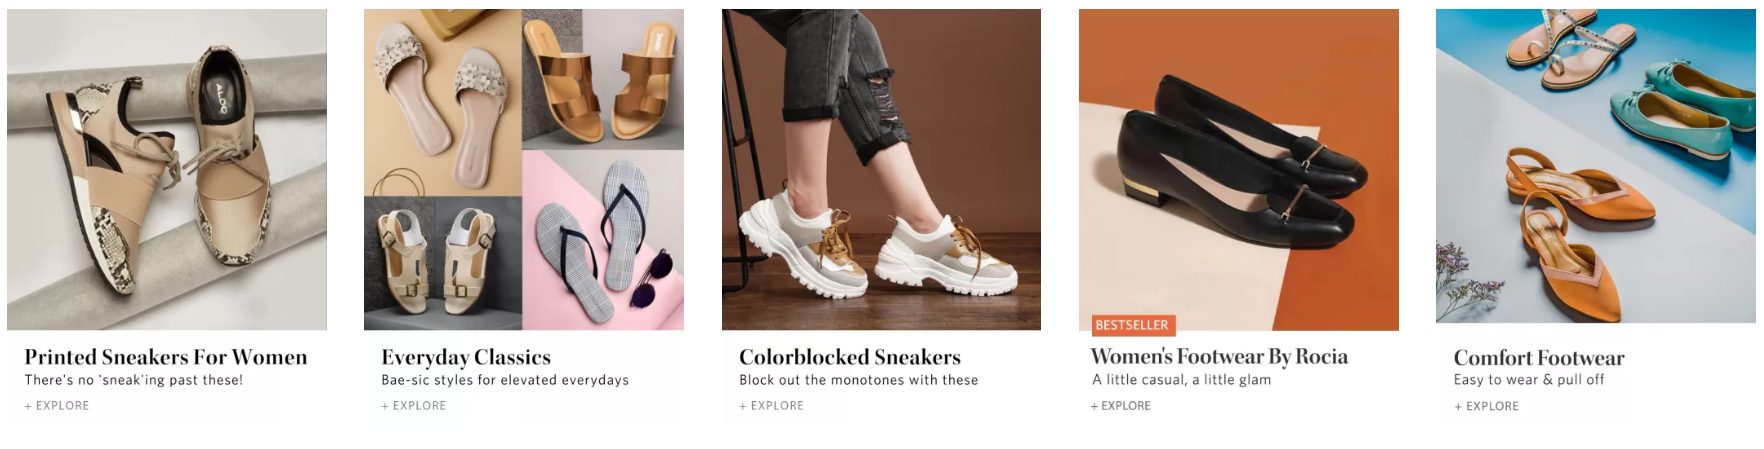 ALDO
BESTSELLER
Printed Sneakers For Women
There's no 'sneak'ing past these!
+ EXPLORE
Everyday Classics
Bae-sic styles for elevated everydays
+ EXPLORE
Colorblocked Sneakers
Block out the monotones with these
+ EXPLORE
Women's Footwear By Rocia
A little casual, a little glam
+ EXPLORE
Comfort Footwear
Easy to wear & pull off
+ EXPLORE